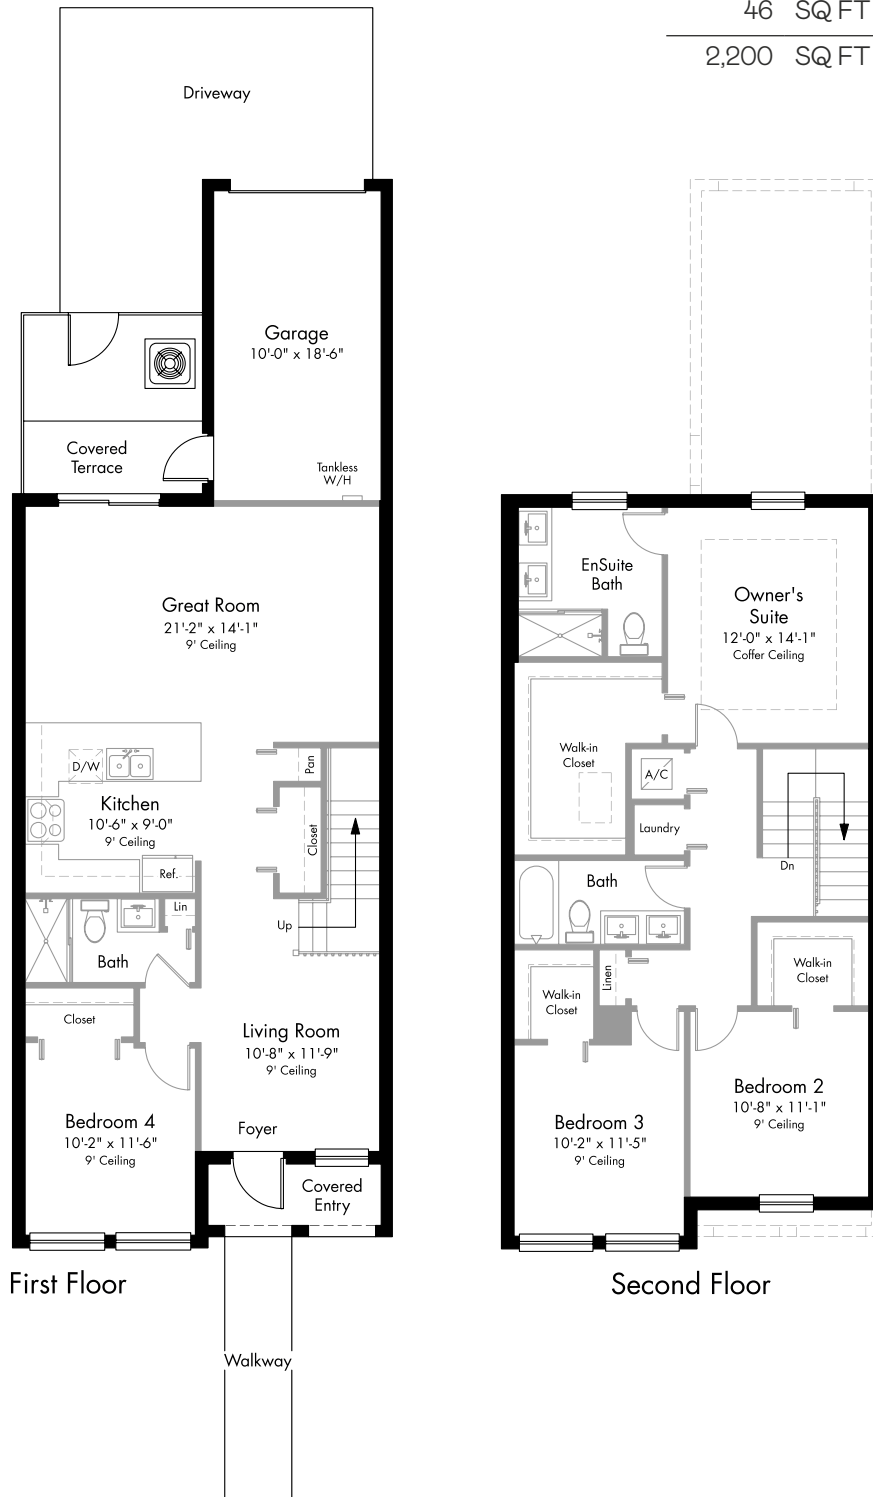 46 SQ FT
2,200 SQ FT
Driveway
Garage
10'-0" x 18'-6"
Covered
Terrace
Tankless
W/H
Great Room
21'-2" x 14'-1"
9' Ceiling
D/W
Pan
Kitchen
10'-6" x 9'-0"
9' Ceiling
Closet
Ref.
Lin
Up
Bath
Closet
Living Room
10'-8" x 11'-9"
9' Ceiling
Bedroom 4
10'-2" x 11'-6"
9' Ceiling
Foyer
Covered
Entry
First Floor
Walkway
EnSuite
Bath
Owner's
Suite
12'-0" x 14'-1"
Coffer Ceiling
Walk-in
Closet
A/C
Laundry
Dn
Bath
Linen
Walk-in
Closet
Walk-in
Closet
Bedroom 2
10'-8" x 11'-1"
9' Ceiling
Bedroom 3
10'-2" x 11'-5"
9' Ceiling
Second Floor